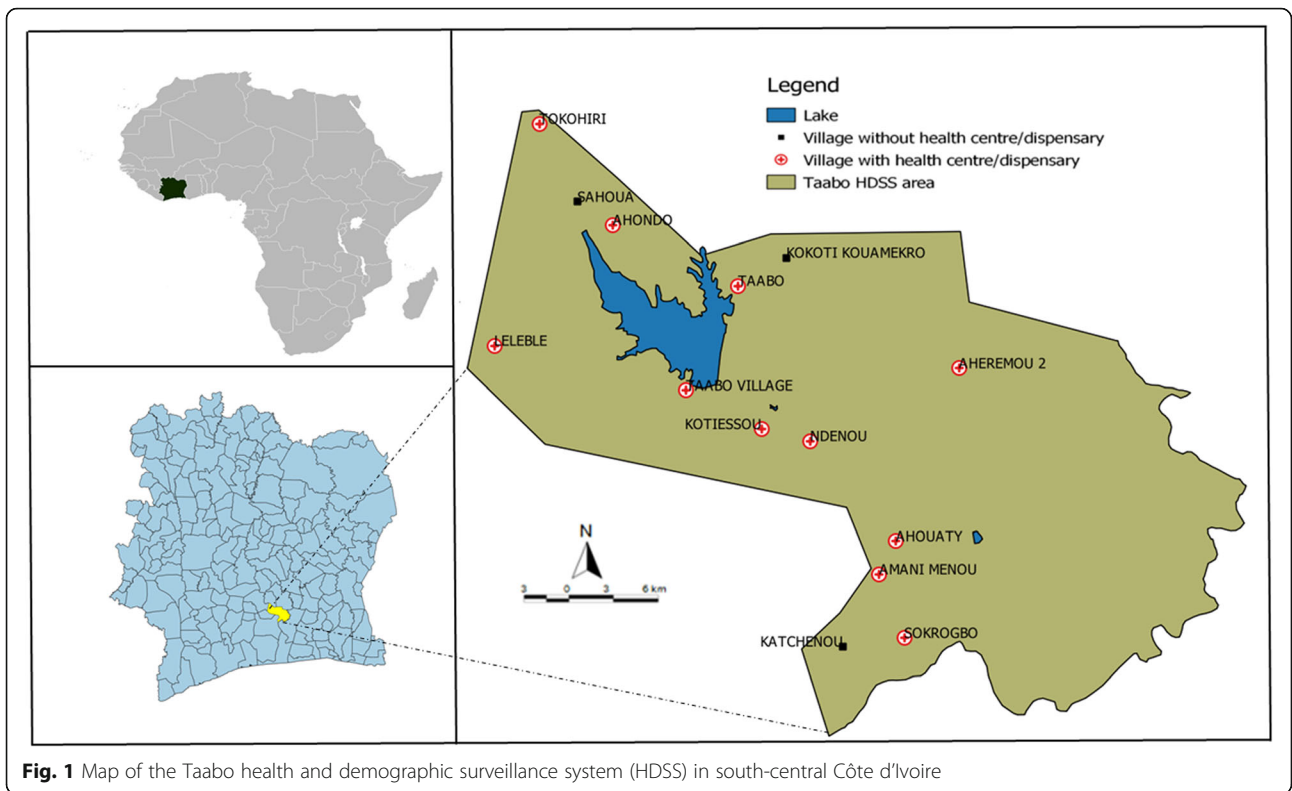 Legend
Lake
Village without health centre/dispensary
Village with health centre/dispensary
Taabo HDSS area
TOKOHIRI
SAHOUA
AHONDO
KOKOTI KOUAMEKRO
TAABO
LELEBLE
AHEREMOU 2
TAABO VILLAGE
KOTIESSOU
NDENOU
N
3 0 3 6 km
AHOUATY
AMANI MENOU
SOKROGBO
KATCHENOU
Fig. 1 Map of the Taabo health and demographic surveillance system (HDSS) in south-central Côte d'Ivoire